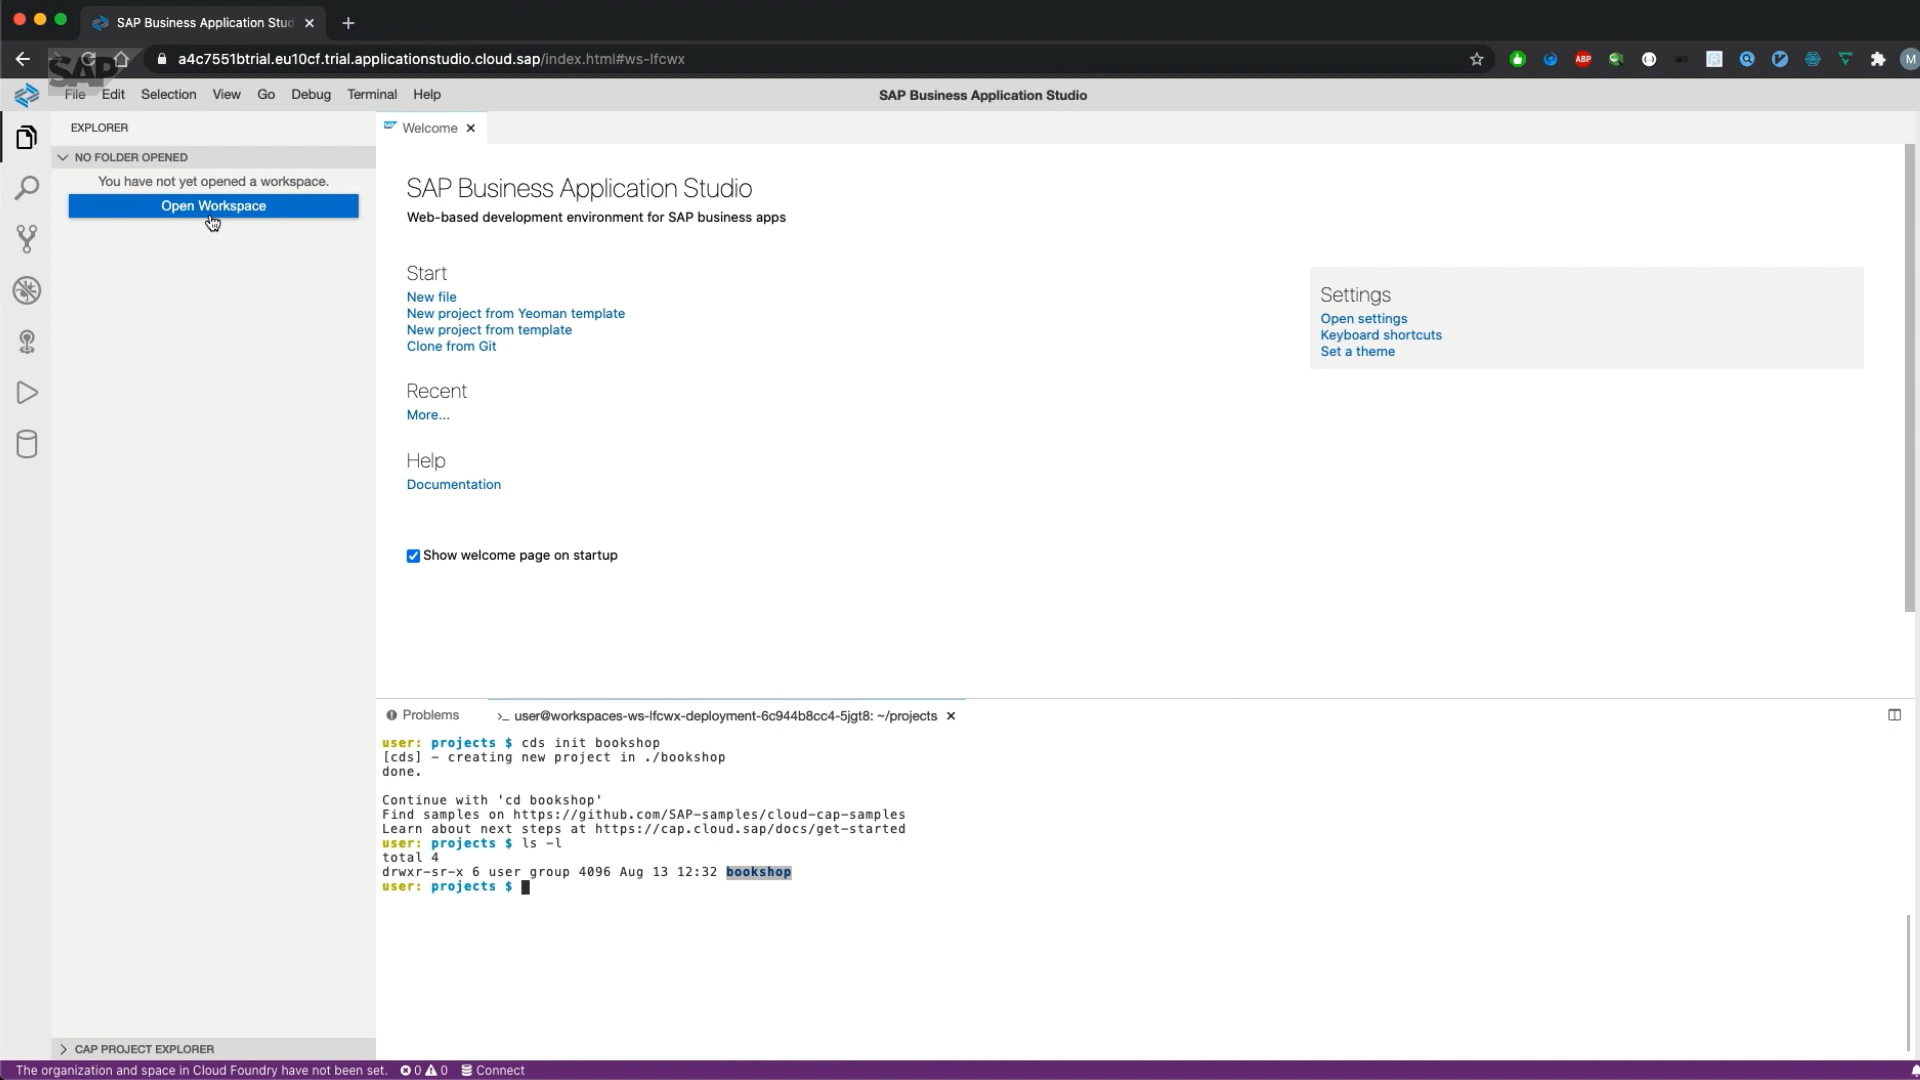 SAP Business Application Stud
a4c7551btrial.eu10cf.trial.applicationstudio.cloud.sap/index.html#ws-lfcwx
ABP
M
SAP
File Edit Selection View Go Debug Terminal Help
SAP Business Application Studio
EXPLORER
NO FOLDER OPENED
You have not yet opened a workspace.
Open Workspace
Welcome
SAP Business Application Studio
Web-based development environment for SAP business apps
Start
New file
New project from Yeoman template
New project from template
Clone from Git
Recent
More...
Help
Documentation
Show welcome page on startup
Settings
Open settings
Keyboard shortcuts
Set a theme
Problems
>_ user@workspaces-ws-lfcwx-deployment-6c944b8cc4-5jgt8: ~/projects
user: projects $ cds init bookshop
[cds] - creating new project in ./bookshop
done.
Continue with 'cd bookshop'
Find samples on https://github.com/SAP-samples/cloud-cap-samples
Learn about next steps at https://cap.cloud.sap/docs/get-started
user: projects $ ls -l
total 4
drwxr-sr-x 6 user group 4096 Aug 13 12:32 bookshop
user: projects $
CAP PROJECT EXPLORER
The organization and space in Cloud Foundry have not been set. 0 0 Connect